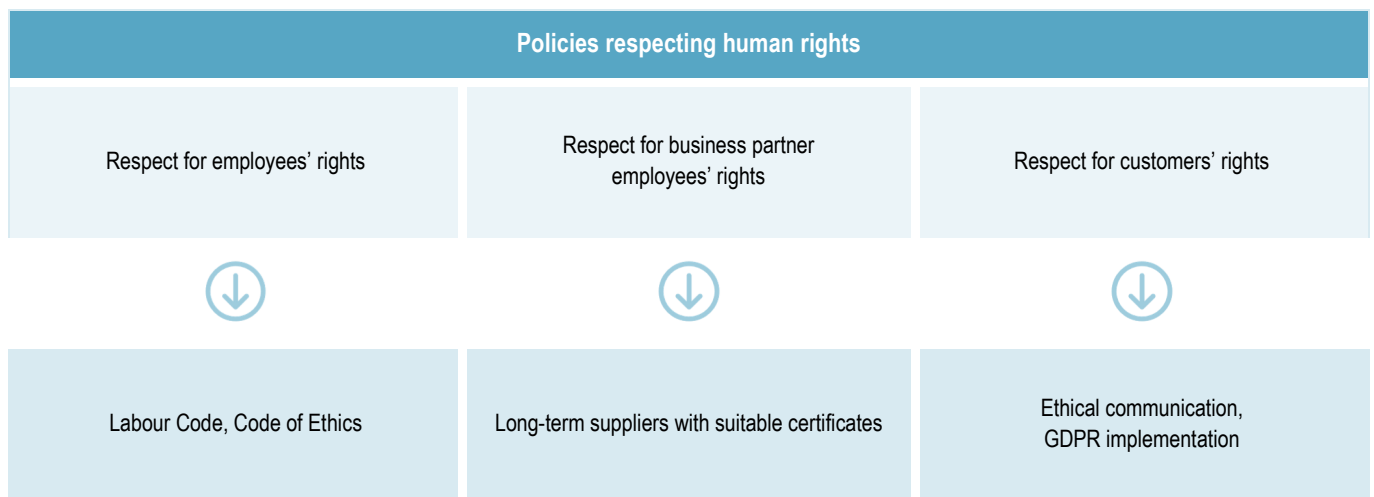 Policies respecting human rights
Respect for employees’ rights
Respect for business partner
employees’ rights
Respect for customers’ rights
Labour Code, Code of Ethics
Long-term suppliers with suitable certificates
Ethical communication,
GDPR implementation